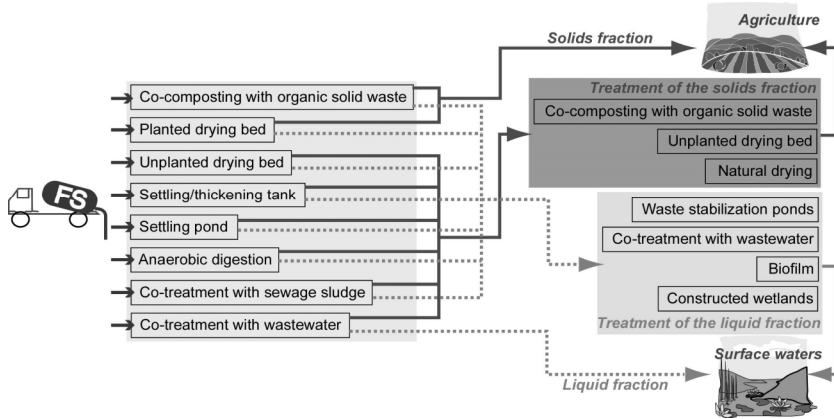 Agriculture
Solids fraction
Treatment of the solids fraction
Co-composting with organic solid waste
Co-composting with organic solid waste
Planted drying bed
Unplanted drying bed
Unplanted drying bed
Natural drying
FS
Settling/thickening tank
Waste stabilization ponds
Settling pond
Co-treatment with wastewater
Anaerobic digestion
Biofilm
Co-treatment with sewage sludge
Constructed wetlands
Co-treatment with wastewater
Treatment of the liquid fraction
Surface waters
Liquid fraction